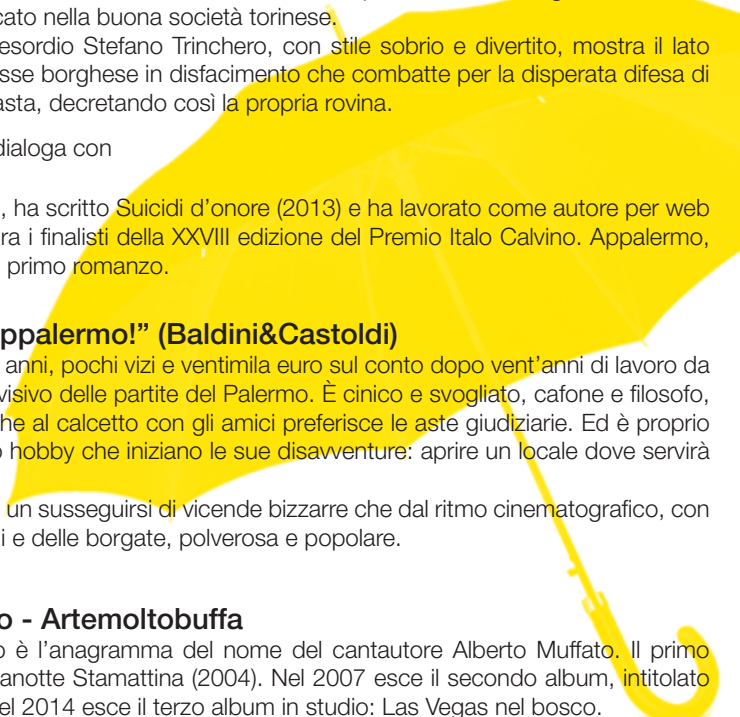 cato nella buona società torinese.
esordio Stefano Trinchero, con stile sobrio e divertito, mostra il lato
sse borghese in disfacimento che combatte per la disperata difesa di
asta, decretando così la propria rovina.
dialoga con
, ha scritto Suicidi d'onore (2013) e ha lavorato come autore per web
ra i finalisti della XXVIII edizione del Premio Italo Calvino. Appalermo,
primo romanzo.
ppalermo!” (Baldini&Castoldi)
anni, pochi vizi e ventimila euro sul conto dopo vent'anni di lavoro da
visivo delle partite del Palermo. È cinico e svogliato, cafone e filosofo,
he al calcetto con gli amici preferisce le aste giudiziarie. Ed è proprio
o hobby che iniziano le sue disavventure: aprire un locale dove servirà
un susseguirsi di vicende bizzarre che dal ritmo cinematografico, con
i e delle borgate, polverosa e popolare.
o - Artemoltobuffa
o è l'anagramma del nome del cantautore Alberto Muffato. Il primo
anotte Stamattina (2004). Nel 2007 esce il secondo album, intitolato
el 2014 esce il terzo album in studio: Las Vegas nel bosco.